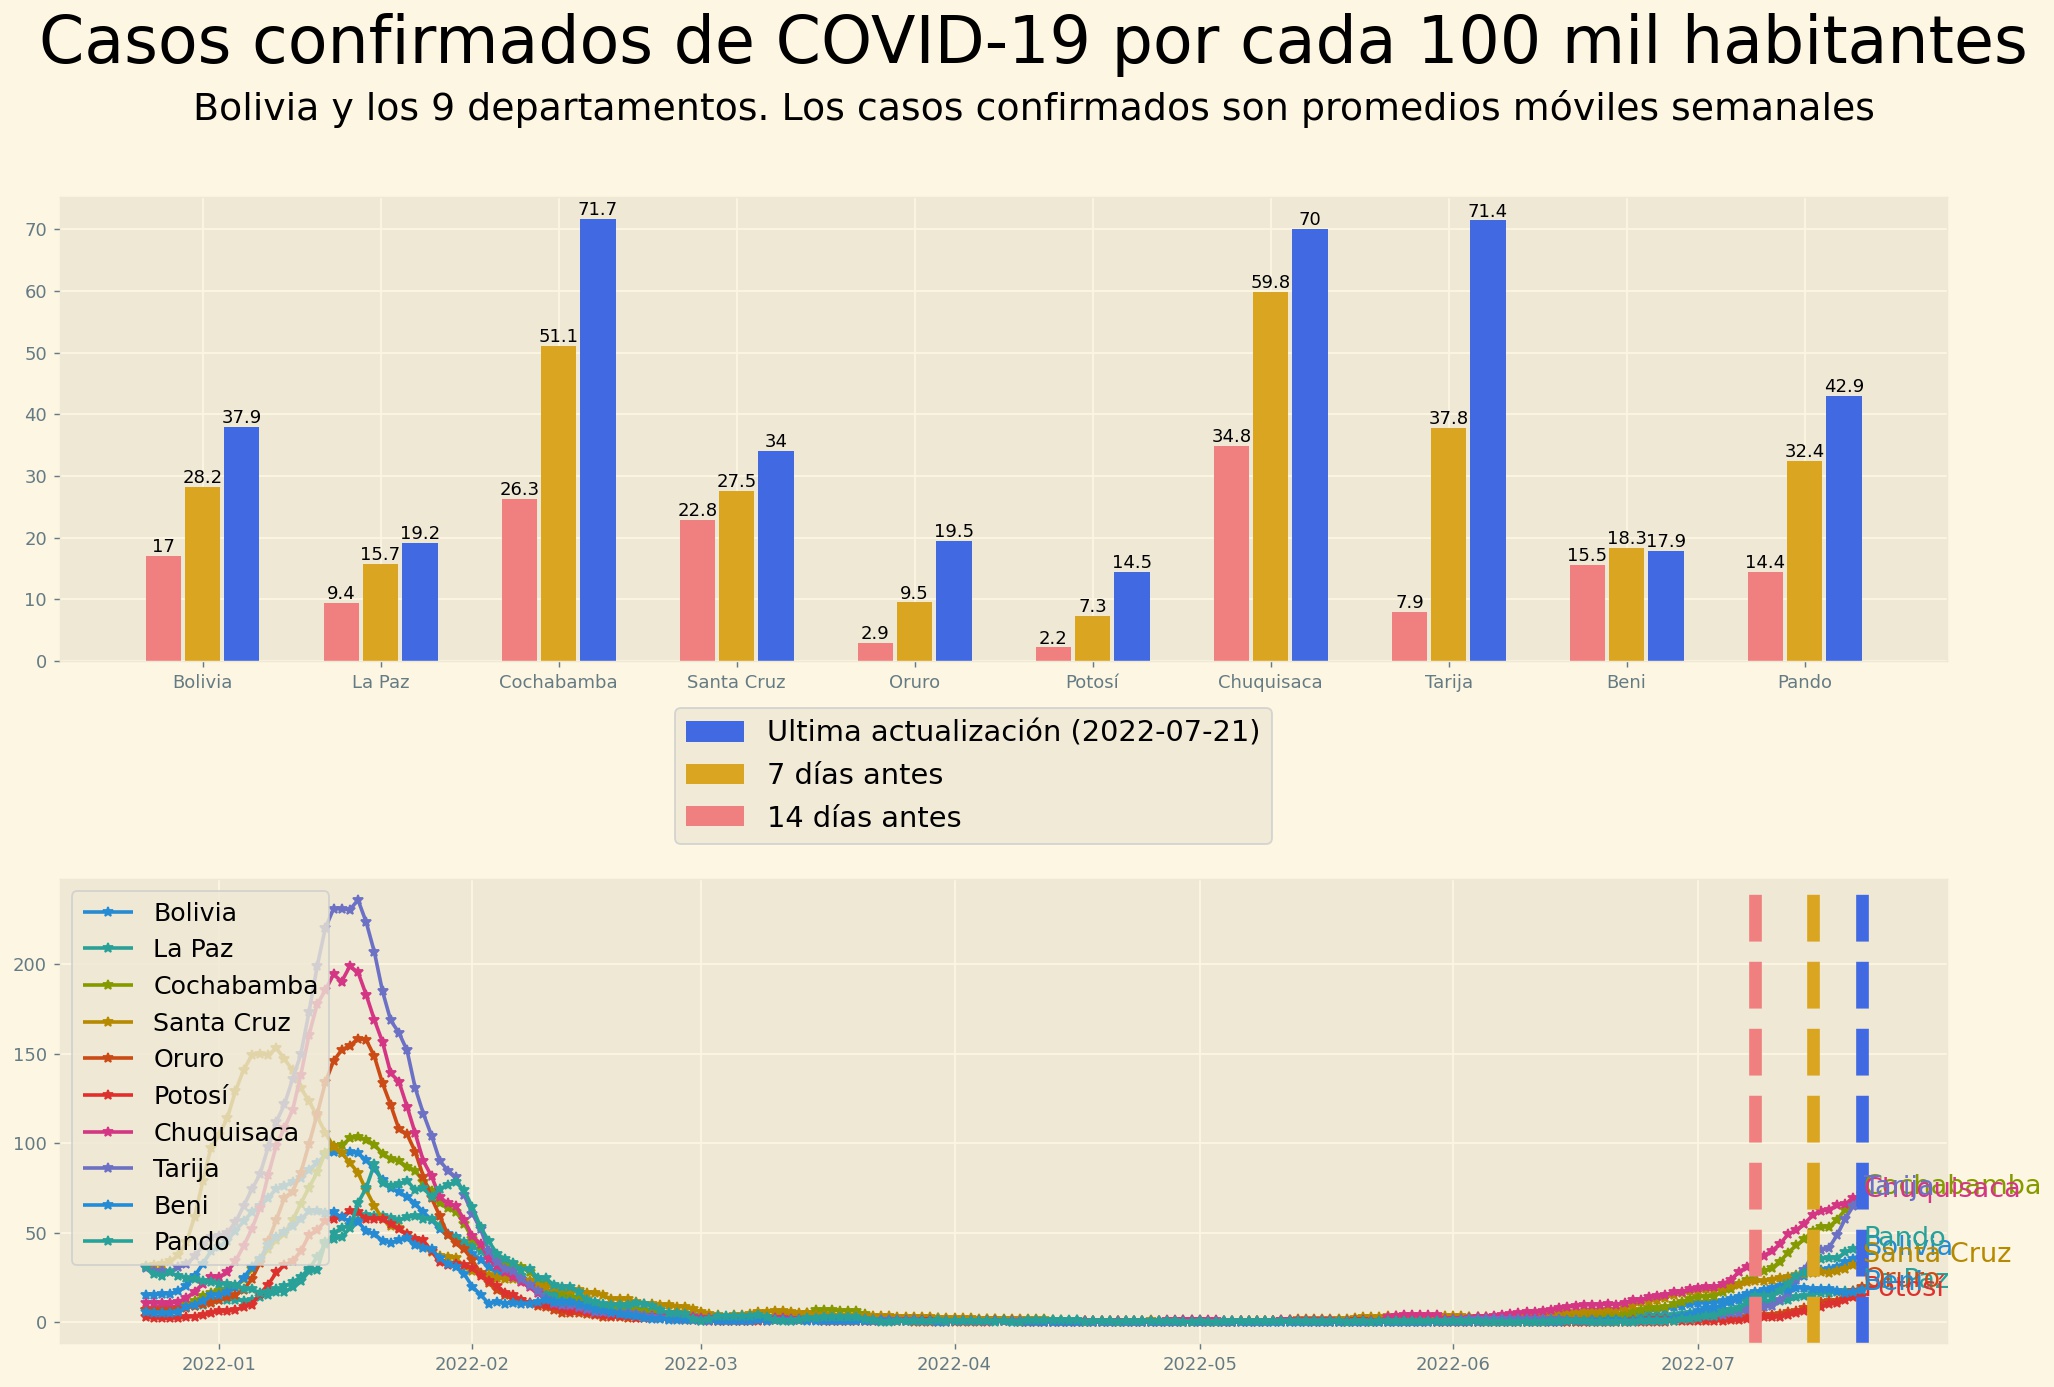 Casos confirmados de COVID-19 por cada 100 mil habitantes
Bolivia y los 9 departamentos. Los casos confirmados son promedios móviles semanales
70
60
50
40
30
20
10
0
17
28.2
37.9
9.4
15.7
19.2
26.3
51.1
71.7
22.8
27.5
34
2.9
9.5
19.5
2.2
7.3
14.5
34.8
59.8
70
7.9
37.8
71.4
15.5
18.3
17.9
14.4
32.4
42.9
Bolivia
La Paz
Cochabamba
Santa Cruz
Oruro
Potosí
Chuquisaca
Tarija
Beni
Pando
Ultima actualización (2022-07-21)
7 días antes
14 días antes
200
150
100
50
0
Bolivia
La Paz
Cochabamba
Santa Cruz
Oruro
Potosí
Chuquisaca
Tarija
Beni
Pando
Cochabamba
Tarija
Chuquisaca
Pando
Bolivia
Santa Cruz
Oruro
La Paz
Beni
Potosí
2022-01
2022-02
2022-03
2022-04
2022-05
2022-06
2022-07